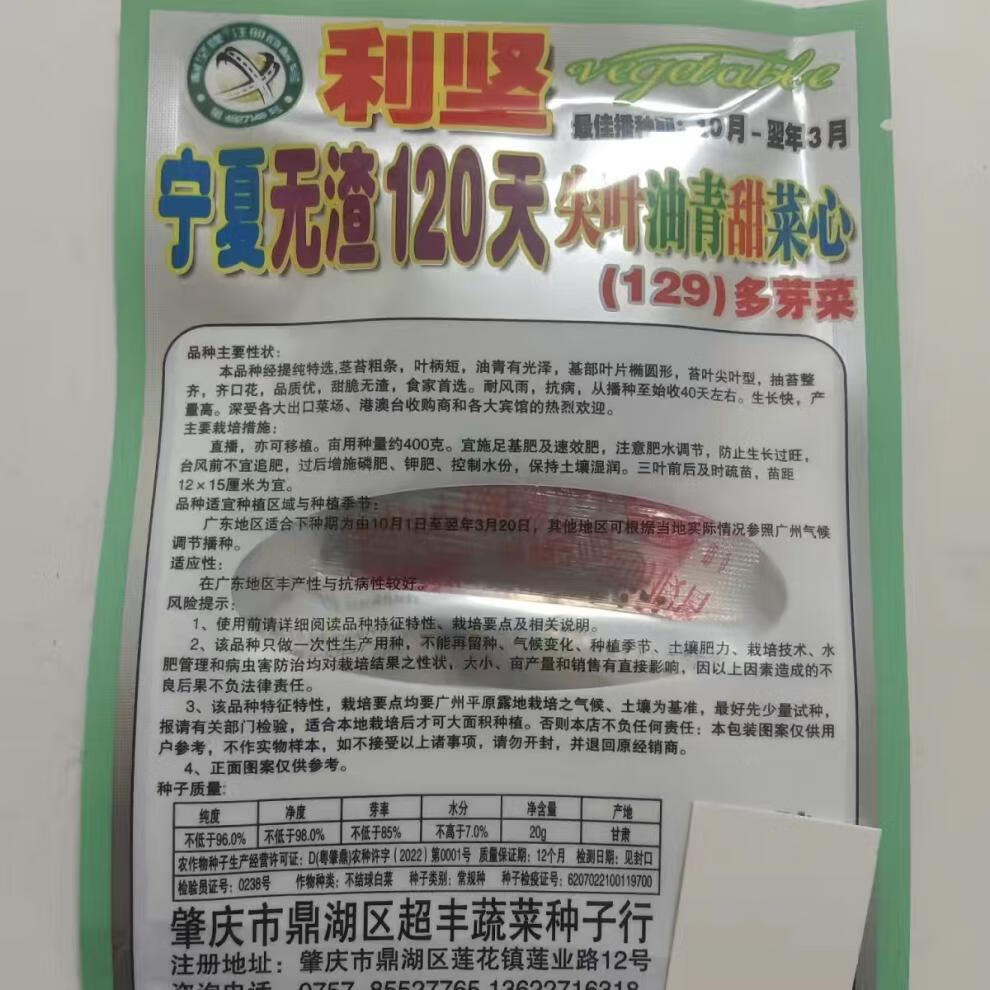 利坚
vegetable
最佳播种期：10月-翌年3月
宁夏无渣120天尖叶油青甜菜心
(129)多芽菜
品种主要性状：
本品种经提纯特选,茎苔粗条，叶柄短，油青有光泽，基部叶片椭圆形，苔叶尖叶型，抽苔整
齐，齐口花，品质优，甜脆无渣，食家首选。耐风雨，抗病，从播种至始收40天左右。生长快，产
量高。深受各大出口菜场、港澳台收购商和各大宾馆的热烈欢迎。
主要栽培措施：
直播，亦可移植。亩用种量约400克。宜施足基肥及速效肥，注意肥水调节，防止生长过旺，
台风前不宜追肥，过后增施磷肥、钾肥、控制水份，保持土壤湿润。三叶前后及时疏苗，苗距
12×15厘米为宜。
品种适宜种植区域与种植季节：
广东地区适合下种期为由10月1日至翌年3月20日，其他地区可根据当地实际情况参照广州气候
调节播种。
适应性：
在广东地区丰产性与抗病性较好。
风险提示：
1、使用前请详细阅读品种特征特性、栽培要点及相关说明。
2、该品种只做一次性生产用种，不能再留种、气候变化、种植季节、土壤肥力、栽培技术、水
肥管理和病虫害防治均对栽培结果之性状，大小、亩产量和销售有直接影响，因以上因素造成的不
良后果不负法律责任。
3、该品种特征特性，栽培要点均要广州平原露地栽培之气候、土壤为基准，最好先少量试种，
报请有关部门检验，适合本地栽培后才可大面积种植。否则本店不负任何责任：本包装图案仅供用
户参考，不作实物样本，如不接受以上诸事项，请勿开封，并退回原经销商。
4、正面图案仅供参考。
种子质量：
纯度 净度 芽率 水分 净含量 产地
不低于96.0% 不低于98.0% 不低于85% 不高于7.0% 20g 甘肃
农作物种子生产经营许可证：D(粤肇鼎)农种许字（2022）第0001号 质量保证期：12个月 检测日期：见封口
检验员证号：0238号 作物种类：不结球白菜 种子类别：常规种 种子检疫证号：6207022100119700
肇庆市鼎湖区超丰蔬菜种子行
注册地址：肇庆市鼎湖区莲花镇莲业路12号
咨询电话 0757-85527765 13622716318